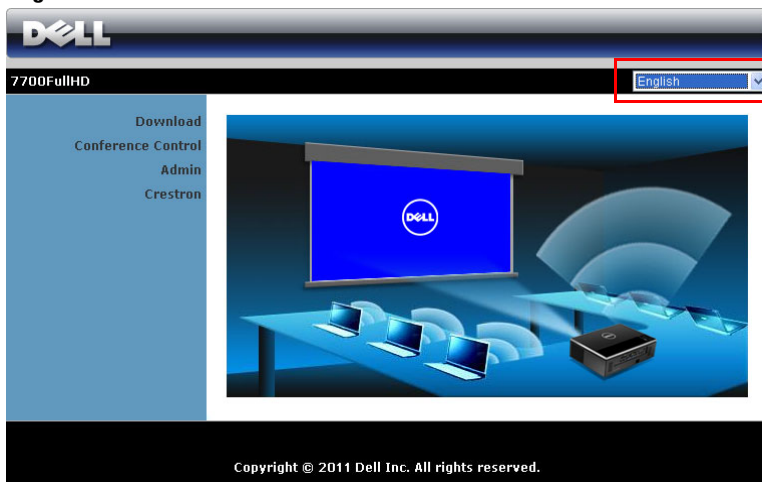 DELL
7700FullHD
English
Download
Conference Control
Admin
Crestron
DELL
Copyright © 2011 Dell Inc. All rights reserved.